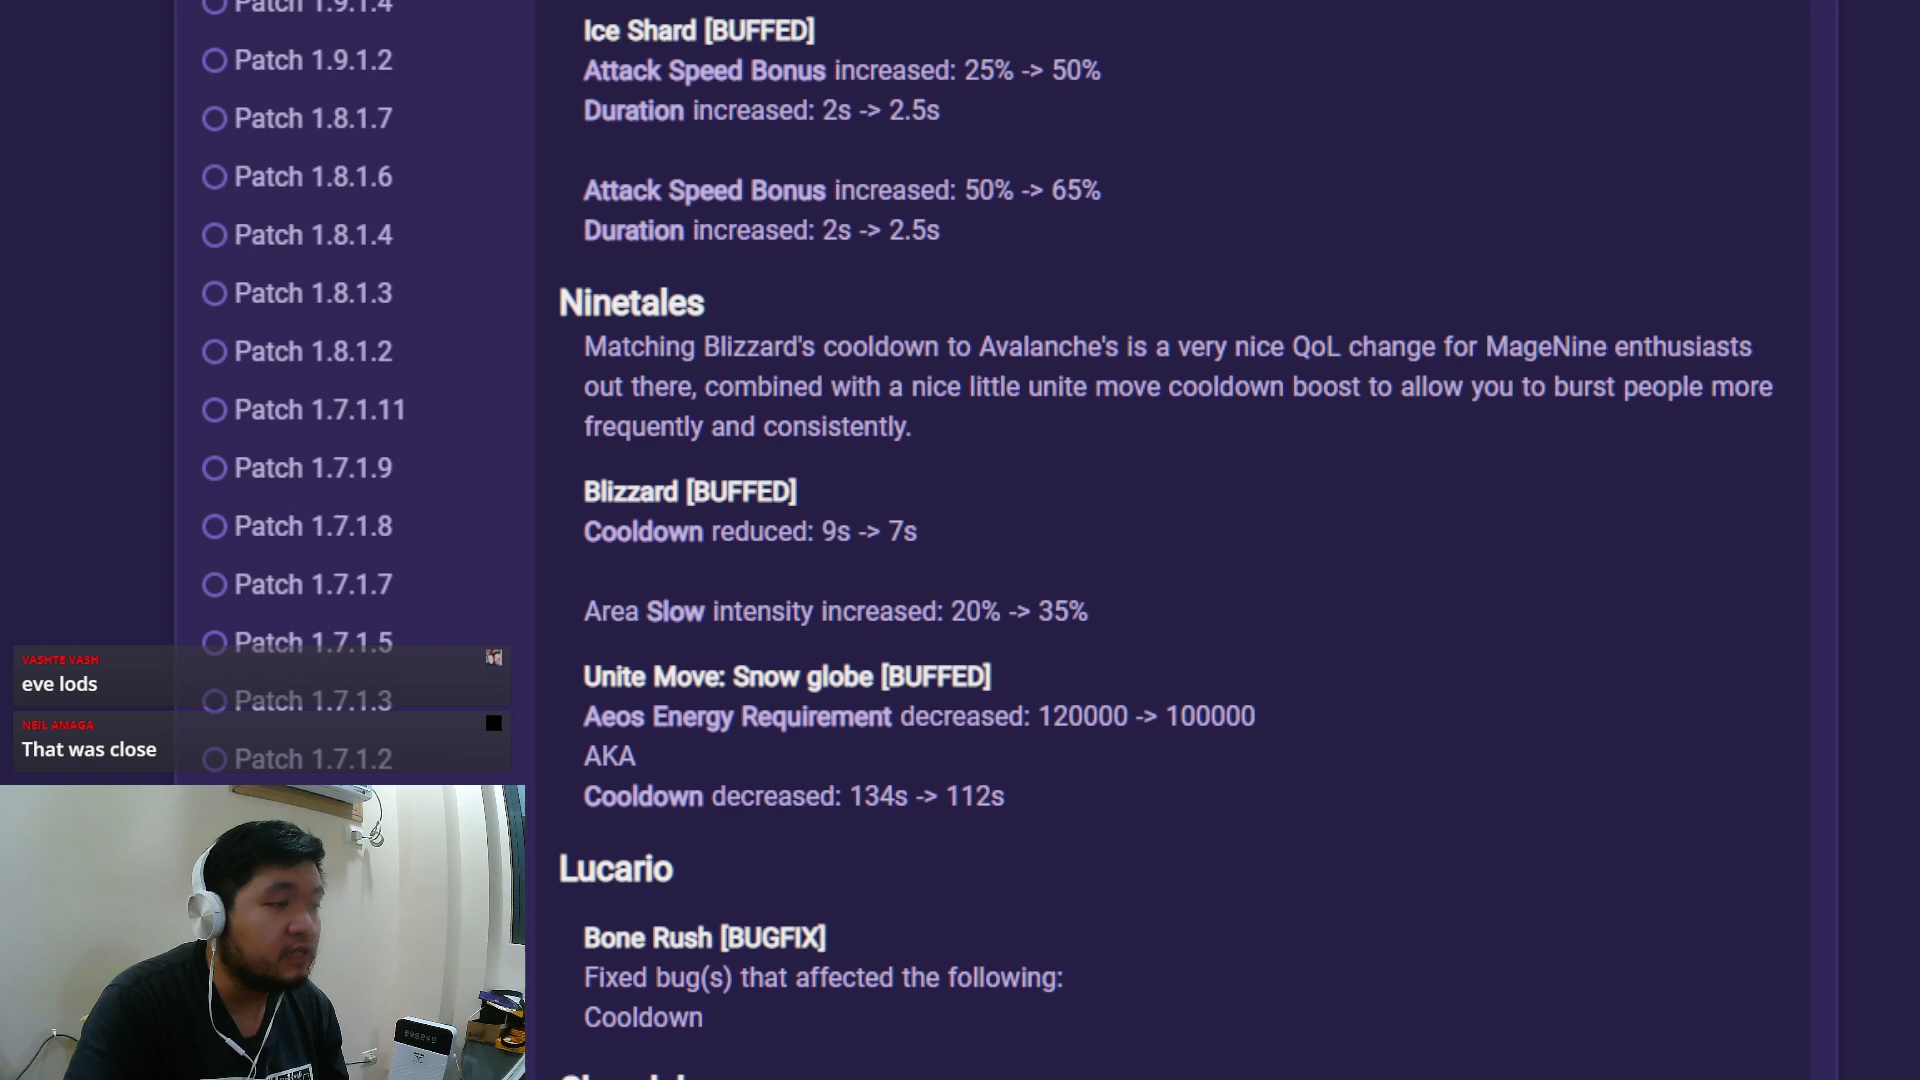 Patch 1.9.1.4
Patch 1.9.1.2
Patch 1.8.1.7
Patch 1.8.1.6
Patch 1.8.1.4
Patch 1.8.1.3
Patch 1.8.1.2
Patch 1.7.1.11
Patch 1.7.1.9
Patch 1.7.1.8
Patch 1.7.1.7
Patch 1.7.1.5
Patch 1.7.1.3
Patch 1.7.1.2
VASHTE VASH
eve lods
NEIL AMAGA
That was close
Ice Shard [BUFFED]
Attack Speed Bonus increased: 25% -> 50%
Duration increased: 2s -> 2.5s
Attack Speed Bonus increased: 50% -> 65%
Duration increased: 2s -> 2.5s
Ninetales
Matching Blizzard's cooldown to Avalanche's is a very nice QoL change for MageNine enthusiasts
out there, combined with a nice little unite move cooldown boost to allow you to burst people more
frequently and consistently.
Blizzard [BUFFED]
Cooldown reduced: 9s -> 7s
Area Slow intensity increased: 20% -> 35%
Unite Move: Snow globe [BUFFED]
Aeos Energy Requirement decreased: 120000 -> 100000
AKA
Cooldown decreased: 134s -> 112s
Lucario
Bone Rush [BUGFIX]
Fixed bug(s) that affected the following:
Cooldown